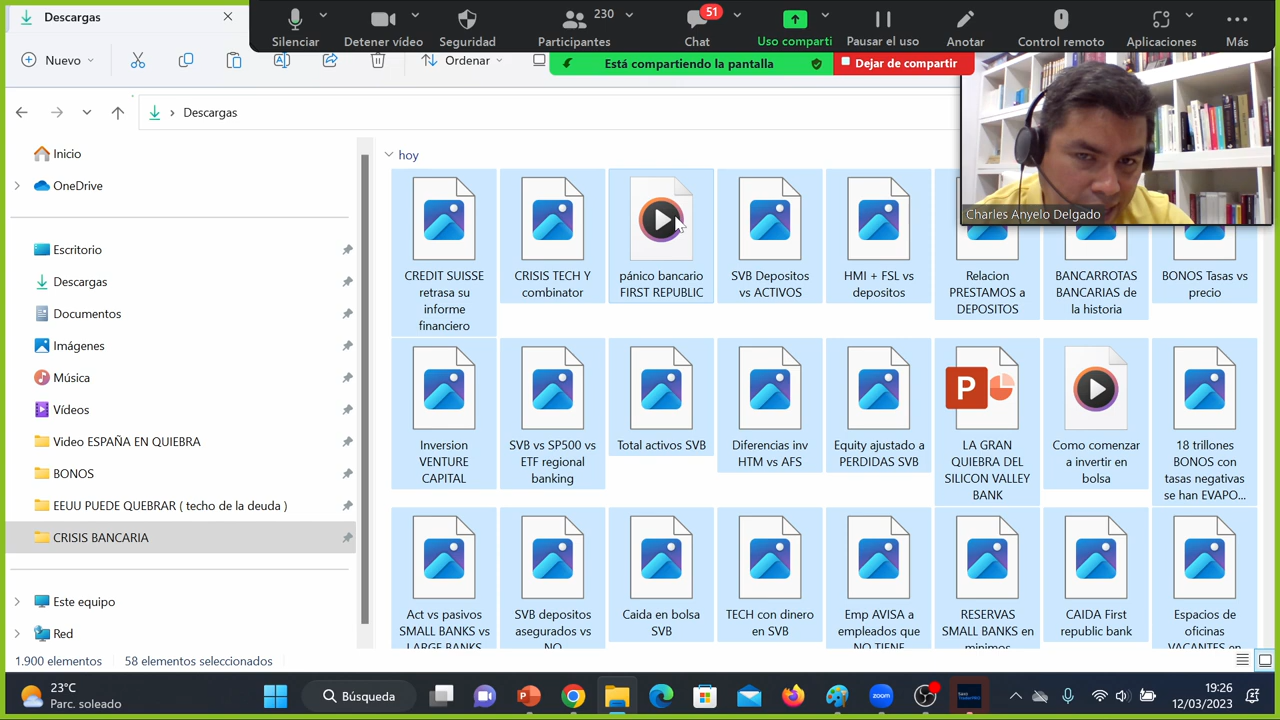 Descargas
Silenciar
Detener vídeo
Seguridad
230
Participantes
51
Chat
Uso comparti
Pausar el uso
Anotar
Control remoto
Aplicaciones
Más
Nuevo
Ordenar
Está compartiendo la pantalla
Dejar de compartir
Descargas
Charles Anyelo Delgado
Inicio
OneDrive
Escritorio
Descargas
Documentos
Imágenes
Música
Vídeos
Video ESPAÑA EN QUIEBRA
BONOS
EEUU PUEDE QUEBRAR ( techo de la deuda )
CRISIS BANCARIA
Este equipo
Red
hoy
CREDIT SUISSE
retrasa su
informe
financiero
CRISIS TECH Y
combinator
pánico bancario
FIRST REPUBLIC
SVB Depositos
vs ACTIVOS
HMI + FSL vs
depositos
Relacion
PRESTAMOS a
DEPOSITOS
BANCARROTAS
BANCARIAS de
la historia
BONOS Tasas vs
precio
Inversion
VENTURE
CAPITAL
SVB vs SP500 vs
ETF regional
banking
Total activos SVB
Diferencias inv
HTM vs AFS
Equity ajustado a
PERDIDAS SVB
P
LA GRAN
QUIEBRA DEL
SILICON VALLEY
BANK
Como comenzar
a invertir en
bolsa
18 trillones
BONOS con
tasas negativas
se han EVAPO...
Act vs pasivos
SMALL BANKS vs
LARGE BANKS
SVB depositos
asegurados vs
NO
Caida en bolsa
SVB
TECH con dinero
en SVB
Emp AVISA a
empleados que
NO TIENE
RESERVAS
SMALL BANKS en
minimos
CAIDA First
republic bank
Espacios de
oficinas
VACANTES en
1.900 elementos
58 elementos seleccionados
23°C
Parc. soleado
Búsqueda
P
zoom
19:26
12/03/2023